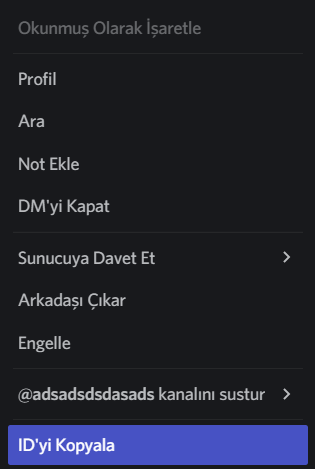 Okunmuş Olarak İşaretle
Profil
Ara
Not Ekle
DM'yi Kapat
Sunucuya Davet Et
Arkadaşı Çıkar
Engelle
@adsadsdsdasads kanalını sustur
ID'yi Kopyala